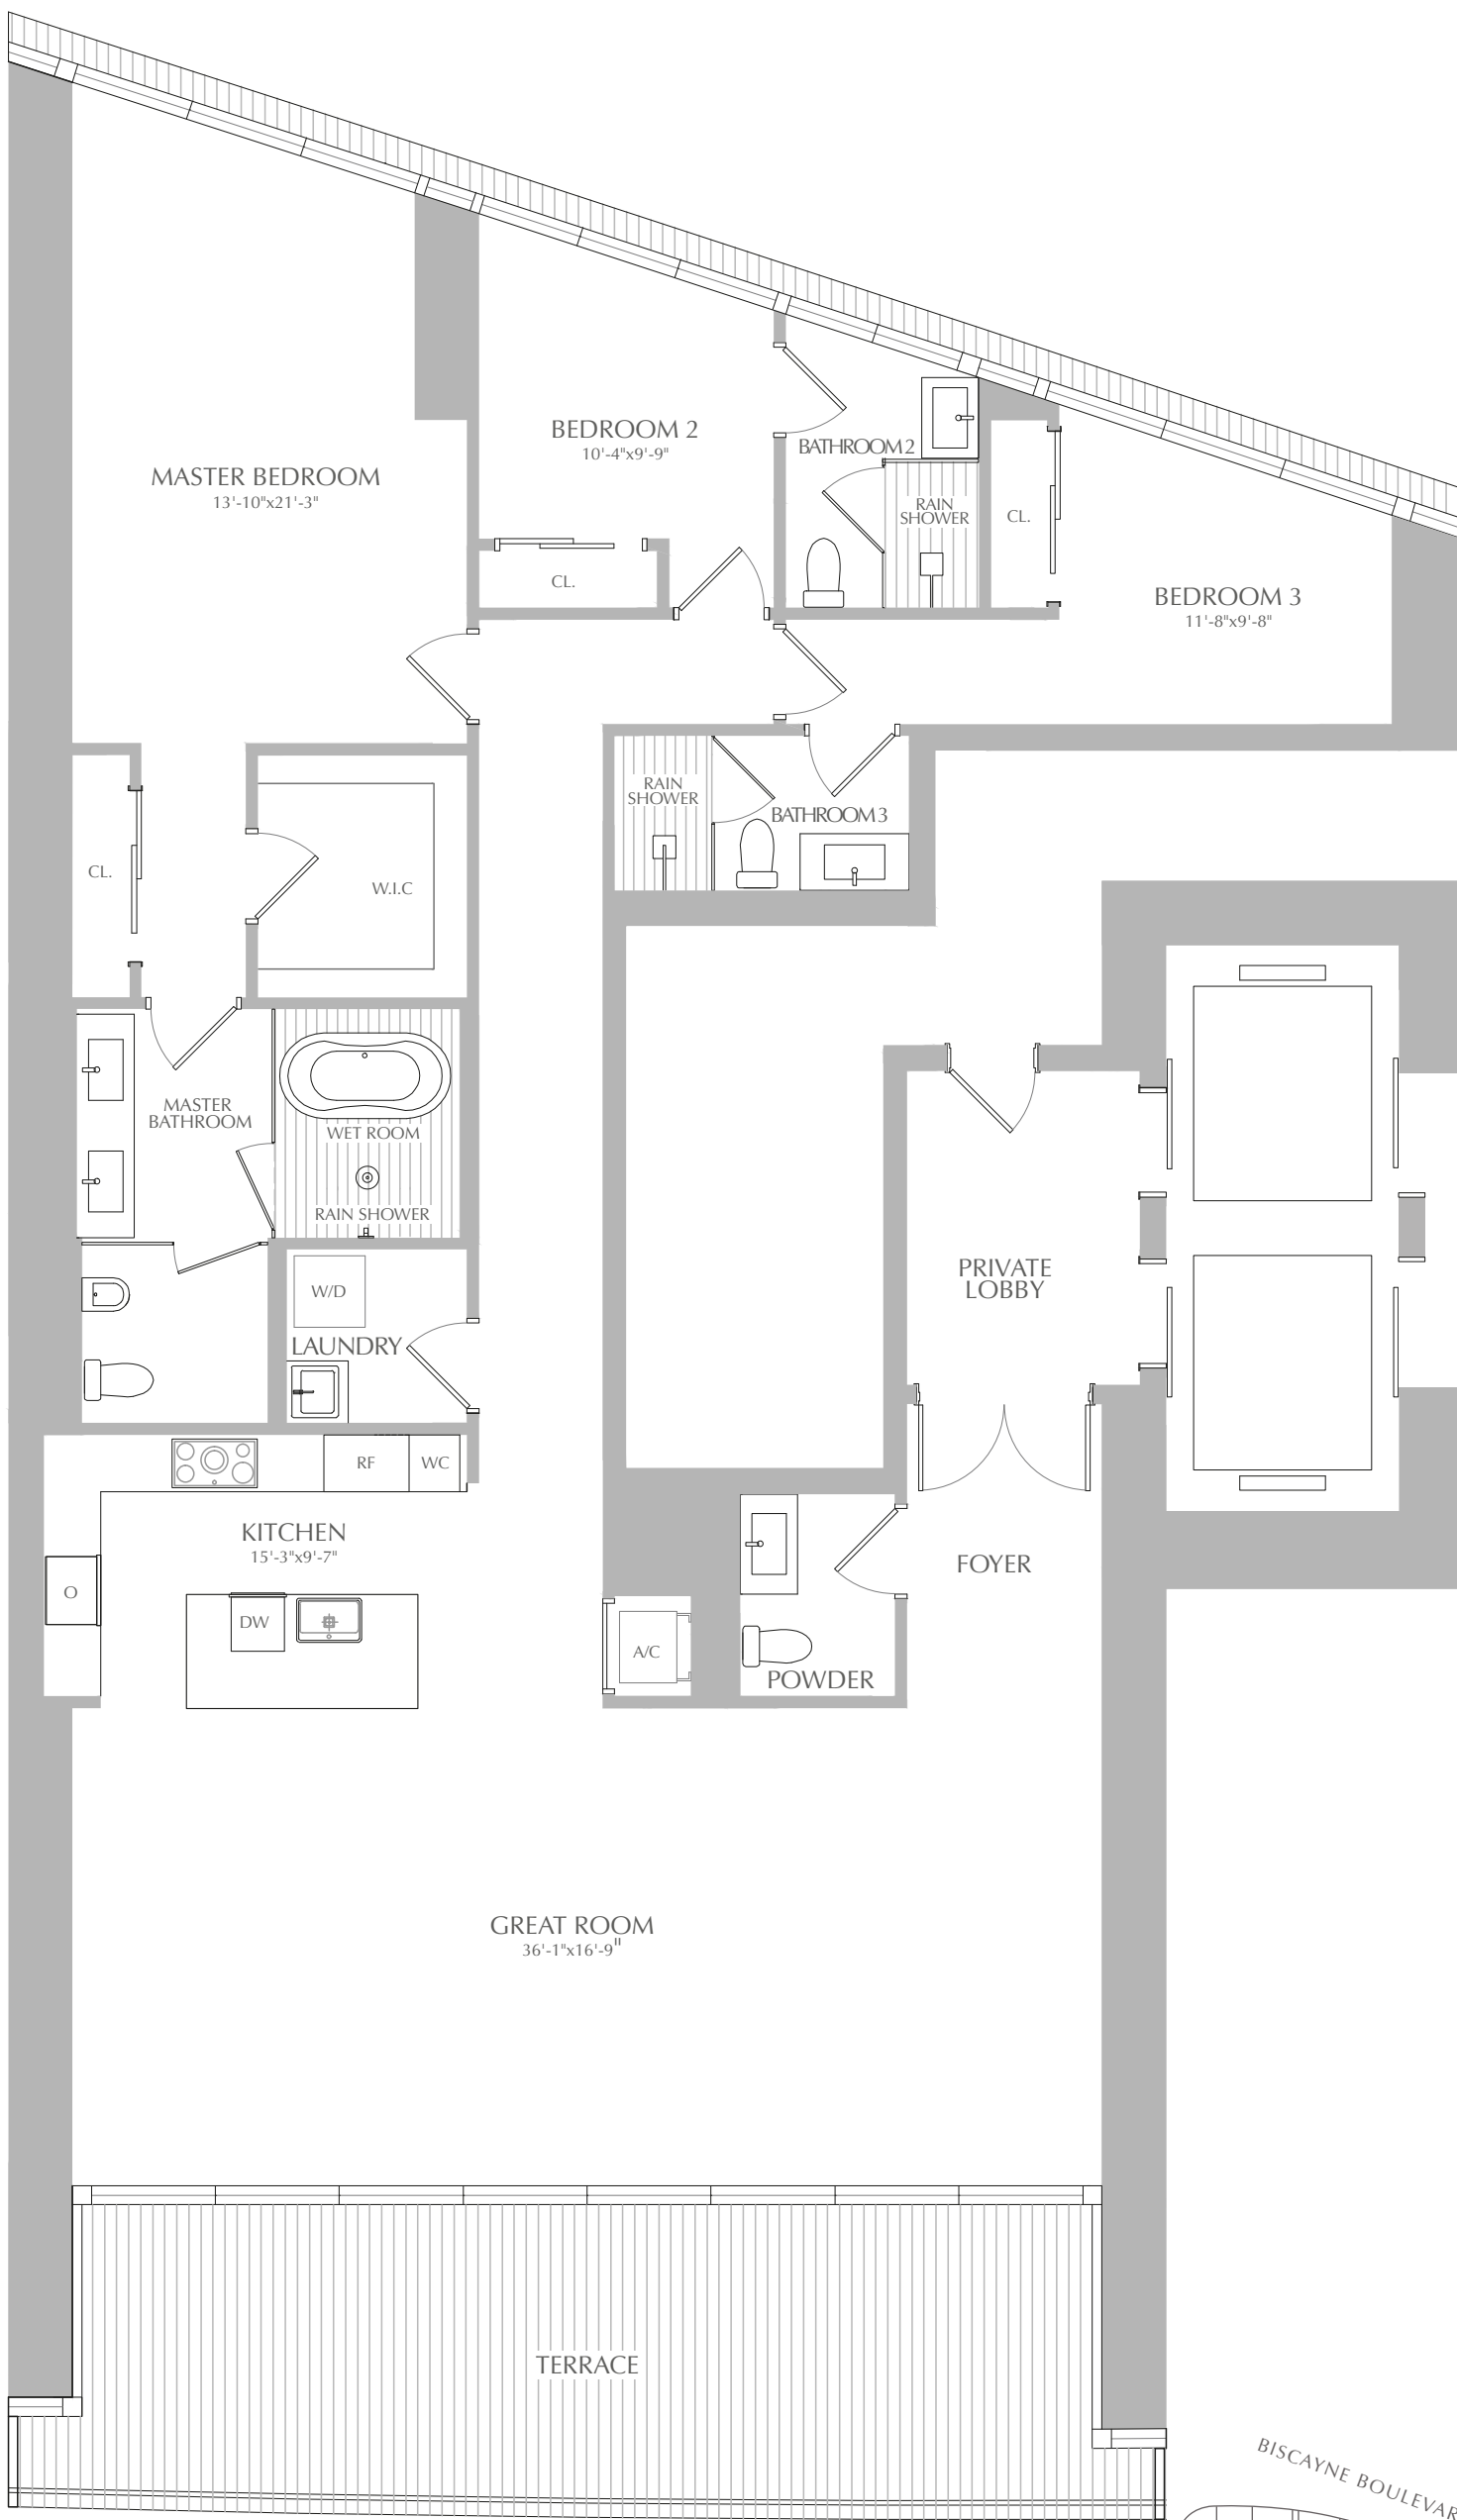 BEDROOM 2
10'-4"x9'-9"
BATHROOM 2
MASTER BEDROOM
13'-10"x21'-3"
RAIN
SHOWER
CL.
CL.
BEDROOM 3
11'-8"x9'-8"
RAIN
SHOWER
BATHROOM 3
CL.
W.I.C
MASTER
BATHROOM
WET ROOM
RAIN SHOWER
PRIVATE
LOBBY
W/D
LAUNDRY
RF
WC
KITCHEN
15'-3"x9'-7"
FOYER
O
DW
A/C
POWDER
GREAT ROOM
36'-1"x16'-9"
TERRACE
BISCAYNE BOULEVAR